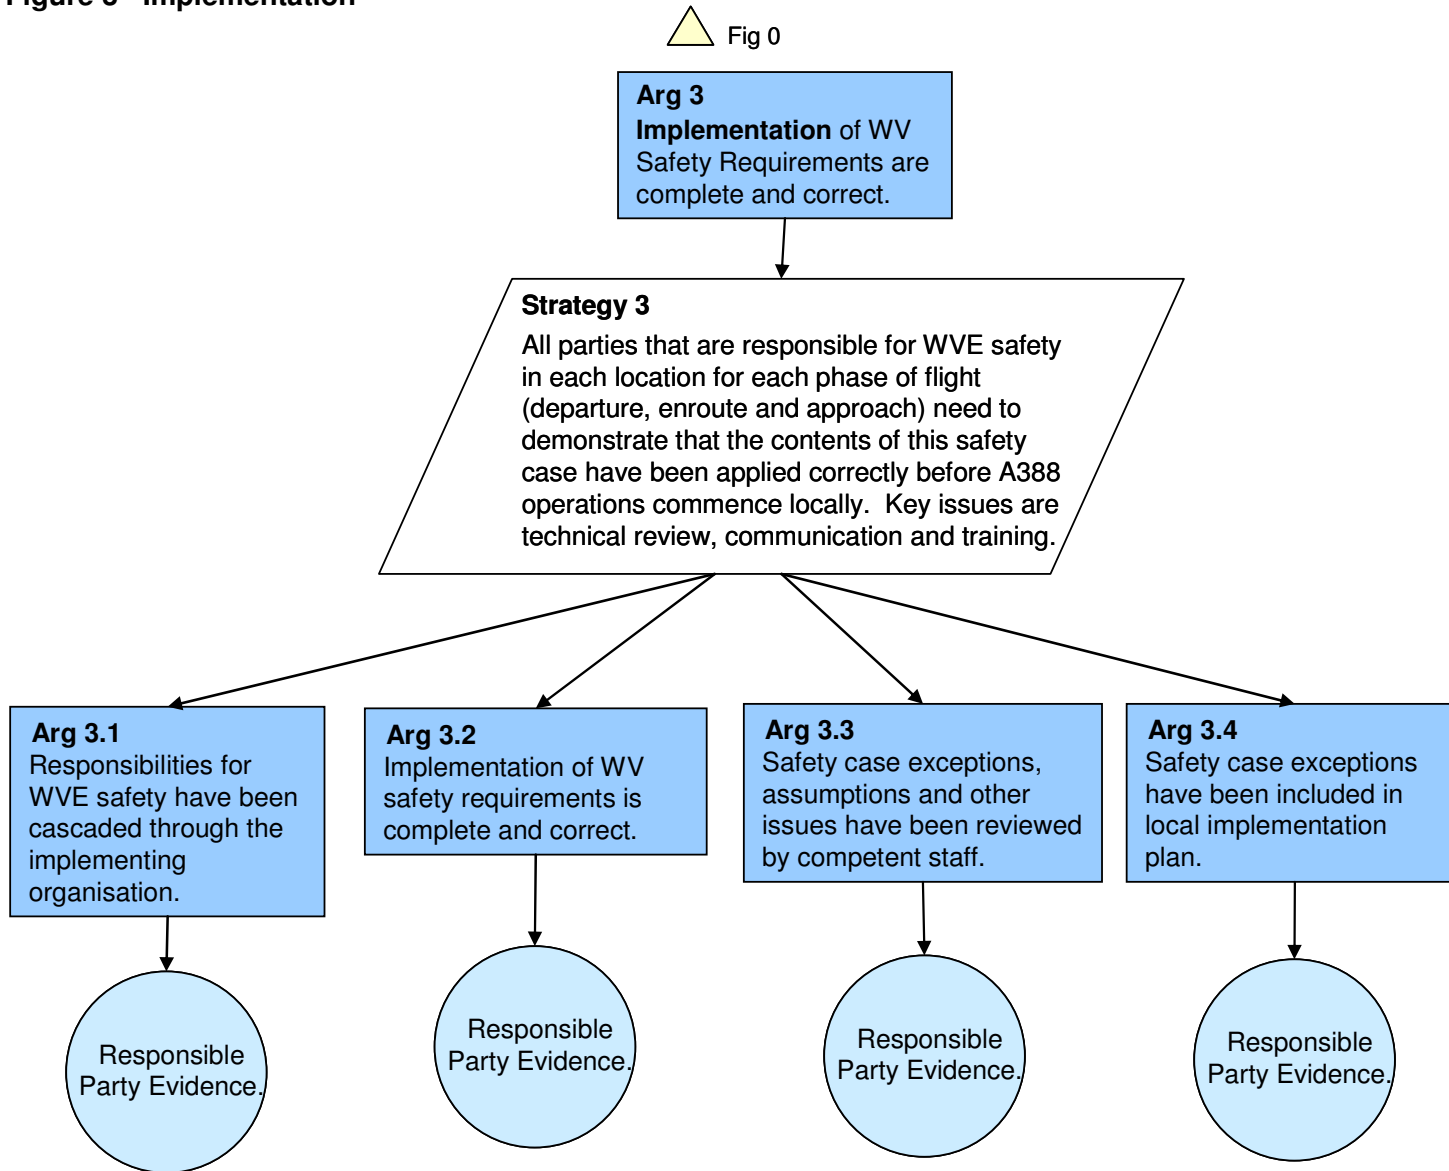 Figure 3 - Implementation
Fig 0
Arg 3
Implementation of WV
Safety Requirements are
complete and correct.
Strategy 3
All parties that are responsible for WVE safety
in each location for each phase of flight
(departure, enroute and approach) need to
demonstrate that the contents of this safety
case have been applied correctly before A388
operations commence locally.  Key issues are
technical review, communication and training.
Arg 3.1
Responsibilities for
WVE safety have been
cascaded through the
implementing
organisation.
Arg 3.2
Implementation of WV
safety requirements is
complete and correct.
Arg 3.3
Safety case exceptions,
assumptions and other
issues have been reviewed
by competent staff.
Arg 3.4
Safety case exceptions
have been included in
local implementation
plan.
Responsible
Party Evidence.
Responsible
Party Evidence.
Responsible
Party Evidence.
Responsible
Party Evidence.